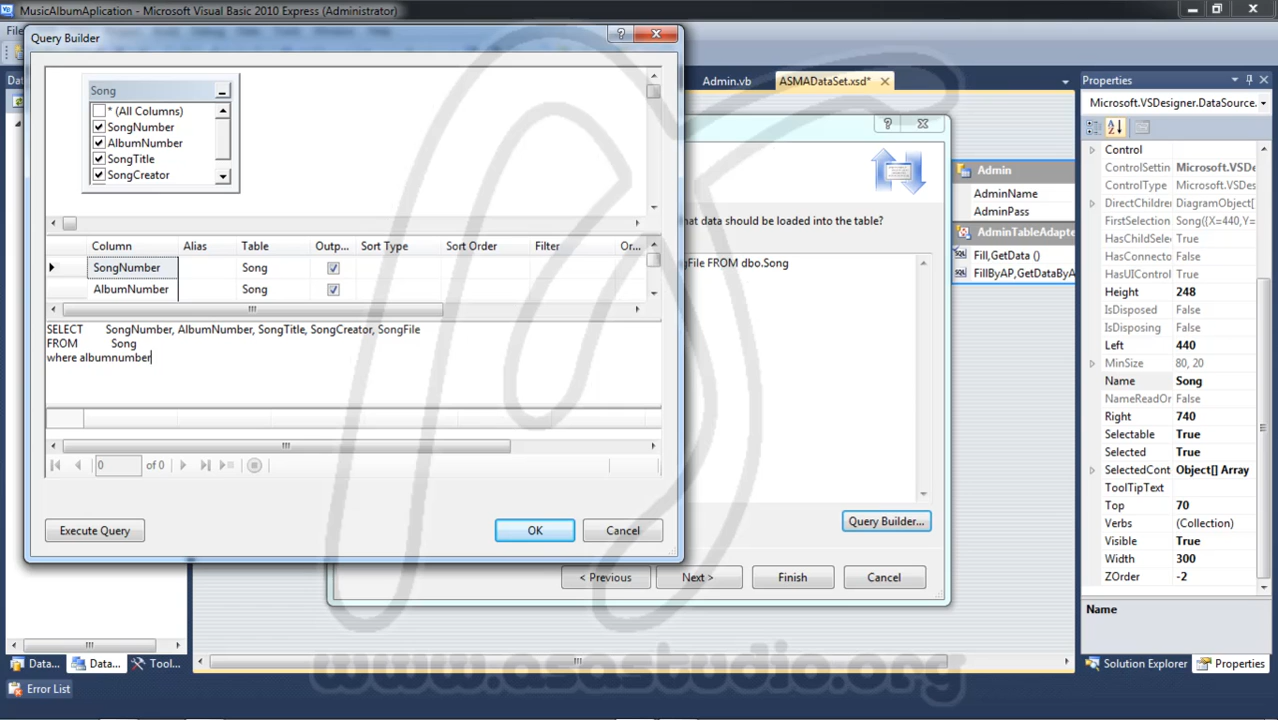 MusicAlbumAplication - Microsoft Visual Basic 2010 Express (Administrator)
Query Builder
Song
* (All Columns)
SongNumber
AlbumNumber
SongTitle
SongCreator
Column Alias Table Outp... Sort Type Sort Order Filter Or...
SongNumber Song
AlbumNumber Song
SELECT SongNumber, AlbumNumber, SongTitle, SongCreator, SongFile
FROM Song
where albumnumber
0 of 0
Execute Query OK Cancel
Admin.vb ASMADataSet.xsd*
hat data should be loaded into the table?
gFile FROM dbo.Song
Query Builder...
< Previous Next > Finish Cancel
Admin
AdminName
AdminPass
AdminTableAdapte
Fill,GetData ()
FillByAP,GetDataByA
Properties
Microsoft.VSDesigner.DataSource.
Control
ControlSettin Microsoft.VSDe
ControlType Microsoft.VSDes
DirectChildren DiagramObject[
FirstSelection Song({X=440,Y=
HasChildSelec True
HasConnecto False
HasUIControl True
Height 248
IsDisposed False
IsDisposing False
Left 440
MinSize 80, 20
Name Song
NameReadOr False
Right 740
Selectable True
Selected True
SelectedCont Object[] Array
ToolTipText
Top 70
Verbs (Collection)
Visible True
Width 300
ZOrder -2
Name
Data... Data... Tool...
Solution Explorer Properties
Error List
www.asastudio.org